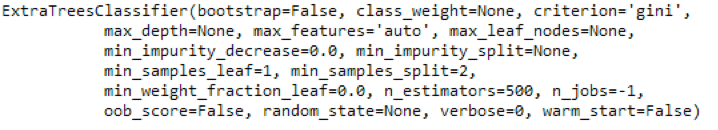 ExtraTreesClassifier(bootstrap=False, class_weight=None, criterion='gini',
max_depth=None, max_features='auto', max_leaf_nodes=None,
min_impurity_decrease=0.0, min_impurity_split=None,
min_samples_leaf=1, min_samples_split=2,
min_weight_fraction_leaf=0.0, n_estimators=500, n_jobs=-1,
oob_score=False, random_state=None, verbose=0, warm_start=False)